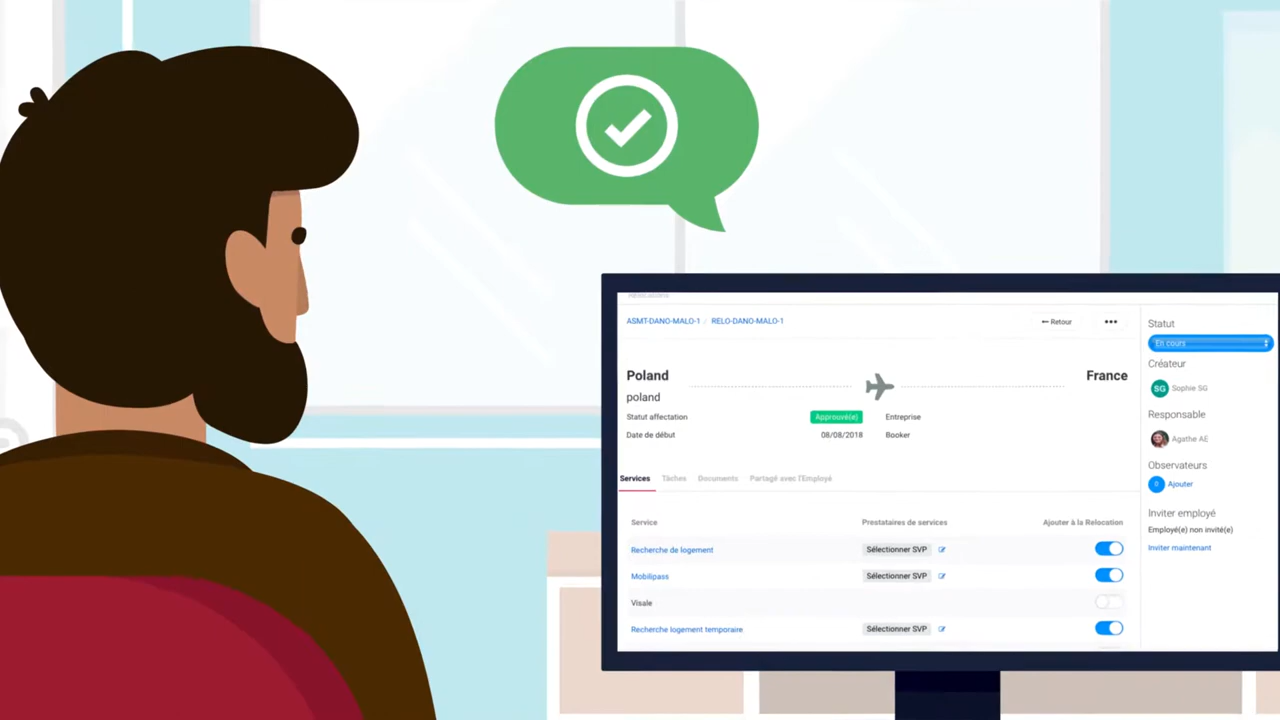 Relocations
ASMT-DANO-MALO-1 / RELO-DANO-MALO-1
Retour
Poland
France
poland
Statut affectation
Approuvé(e)
Entreprise
Date de début
08/08/2018
Booker
Services Tâches Documents Partagé avec l'Employé
Service Prestataires de services Ajouter à la Relocation
Recherche de logement Sélectionner SVP
Mobilipass Sélectionner SVP
Visale
Recherche logement temporaire Sélectionner SVP
Statut
En cours
Créateur
SG Sophie SG
Responsable
Agathe AE
Observateurs
0 Ajouter
Inviter employé
Employé(e) non invité(e)
Inviter maintenant